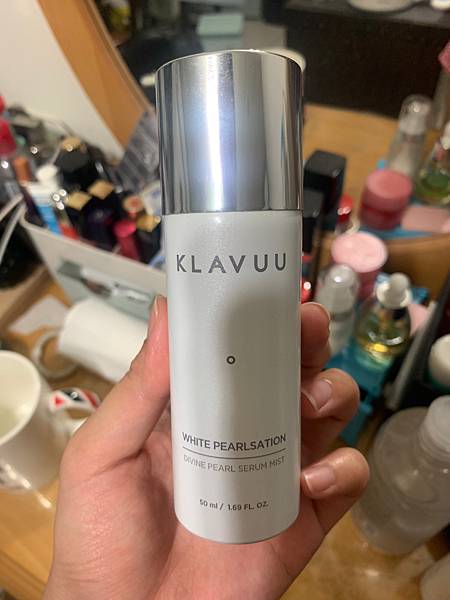 KLAVUU
WHITE PEARLSATION
DIVINE PEARL SERUM MIST
50 ml / 1.69 FL. OZ.